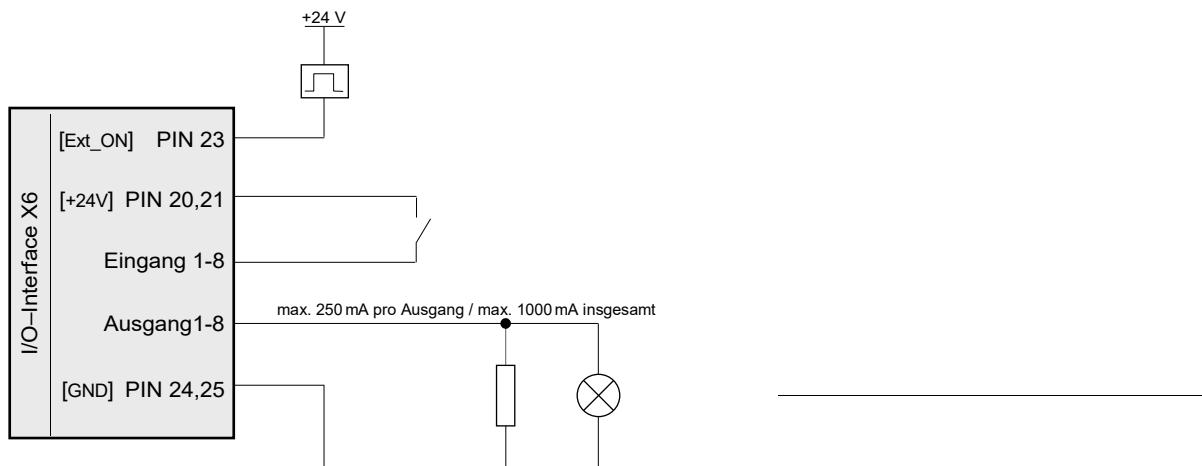 +24 V
I/O–Interface X6
[Ext_ON] PIN 23
[+24V] PIN 20,21
Eingang 1-8
max. 250 mA pro Ausgang / max. 1000 mA insgesamt
Ausgang1-8
[GND] PIN 24,25